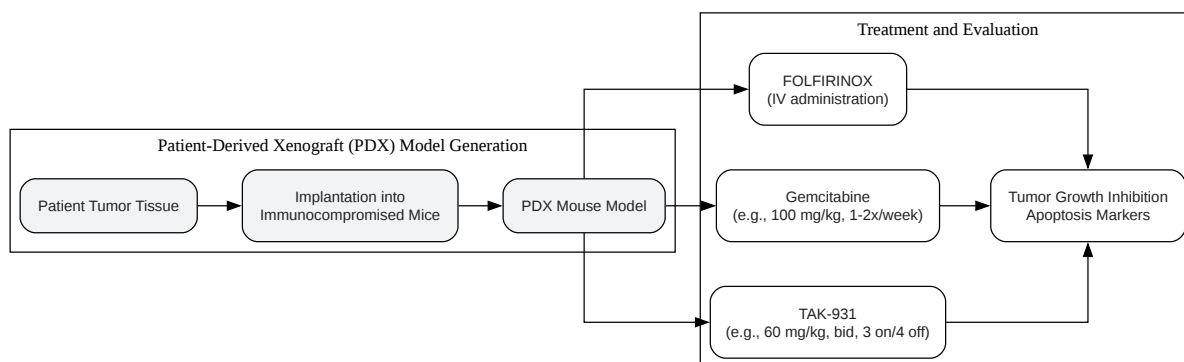 Treatment and Evaluation
FOLFIRINOX
(IV administration)
Patient-Derived Xenograft (PDX) Model Generation
Patient Tumor Tissue
Implantation into
Immunocompromised Mice
PDX Mouse Model
Gemcitabine
(e.g., 100 mg/kg, 1-2x/week)
Tumor Growth Inhibition
Apoptosis Markers
TAK-931
(e.g., 60 mg/kg, bid, 3 on/4 off)